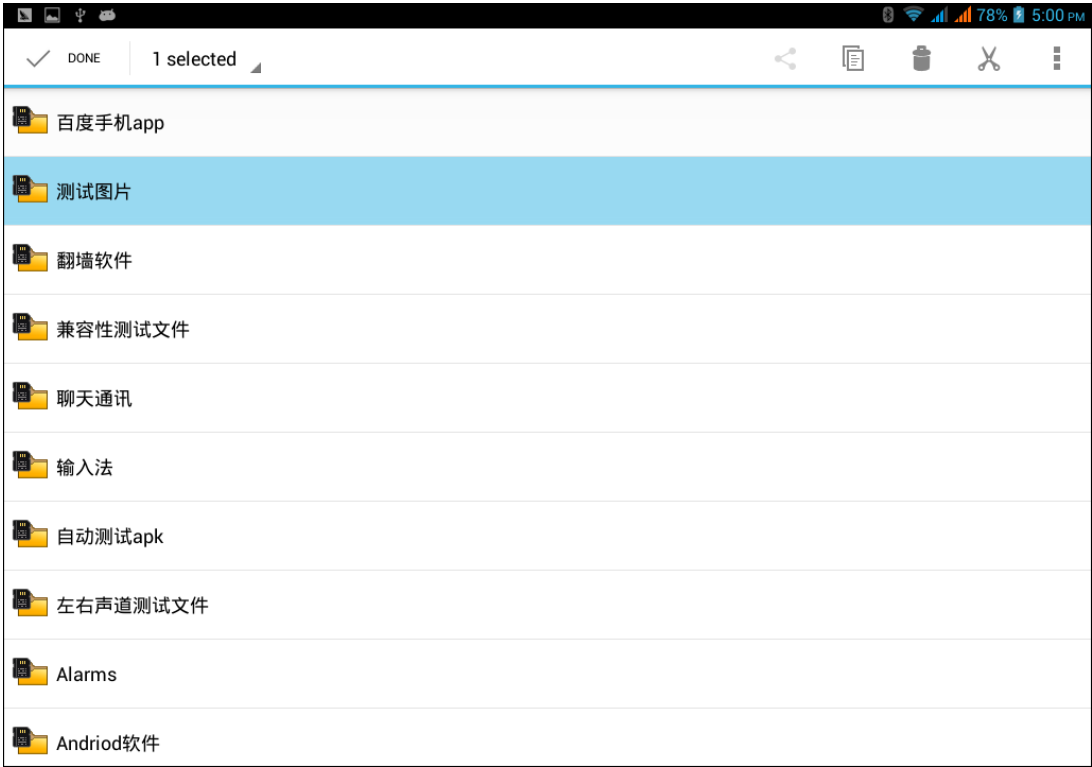 78% 5:00 PM
DONE 1 selected
百度手机app
测试图片
翻墙软件
兼容性测试文件
聊天通讯
输入法
自动测试apk
左右声道测试文件
Alarms
Andriod软件